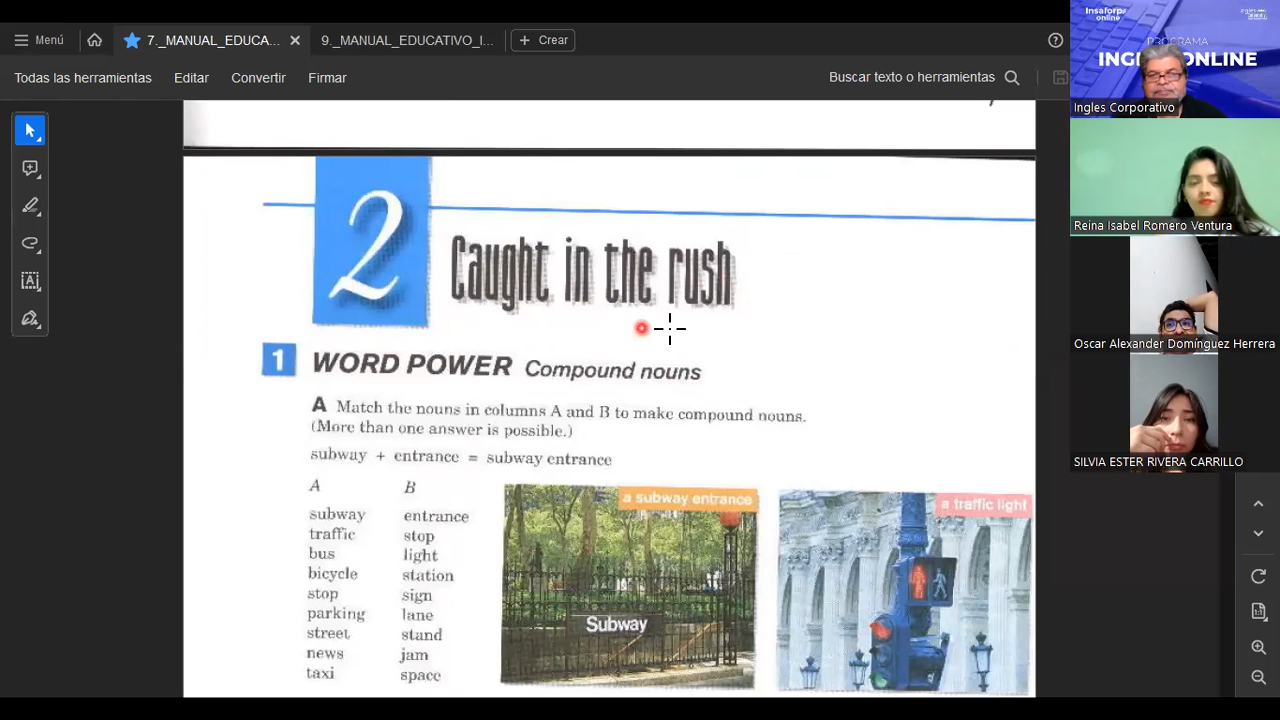 Menú
7._MANUAL_EDUCA...
9._MANUAL_EDUCATIVO_I...
Crear
Todas las herramientas
Editar
Convertir
Firmar
Buscar texto o herramientas
2
Caught in the rush
1 WORD POWER Compound nouns
A Match the nouns in columns A and B to make compound nouns.
(More than one answer is possible.)
subway + entrance = subway entrance
A B
subway entrance
traffic stop
bus light
bicycle station
stop sign
parking lane
street stand
news jam
taxi space
a subway entrance
Subway
a traffic light
Insaforp
online
PROGRAMA
ONLINE
Ingles Corporativo
Reina Isabel Romero Ventura
Oscar Alexander Domínguez Herrera
SILVIA ESTER RIVERA CARRILLO